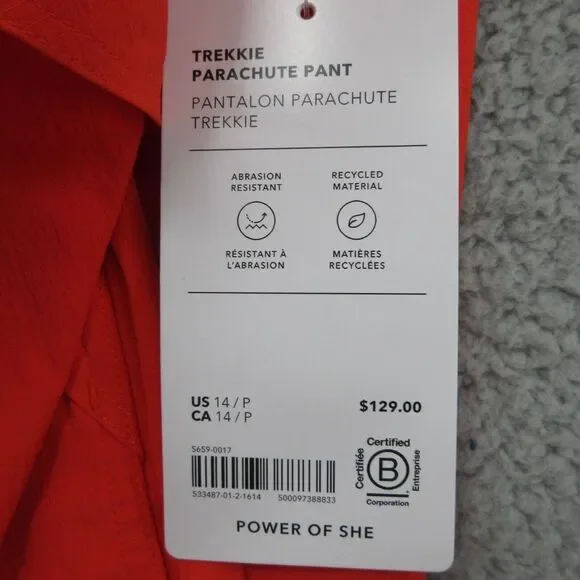 TREKKIE
PARACHUTE PANT
PANTALON PARACHUTE
TREKKIE
ABRASION
RESISTANT
RECYCLED
MATERIAL
RÉSISTANT À
L'ABRASION
MATIÈRES
RECYCLÉES
US 14 / P
CA 14 / P
$129.00
S659-0017
533487-01-2-1614 S00097388833
Certified
Certifiée
B
Entreprise
Corporation
POWER OF SHE